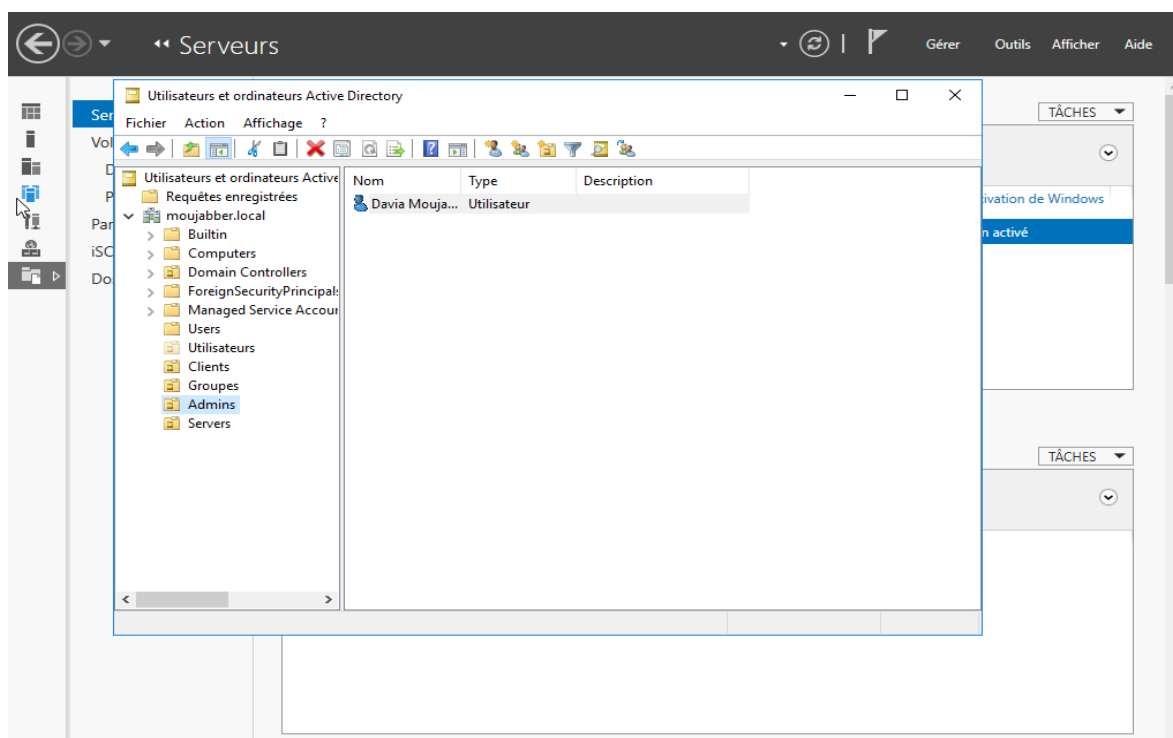 Serveurs
Gérer Outils Afficher Aide
Utilisateurs et ordinateurs Active Directory
Fichier Action Affichage ?
Utilisateurs et ordinateurs Active
Requêtes enregistrées
moujabber.local
Builtin
Computers
Domain Controllers
ForeignSecurityPrincipals
Managed Service Accour
Users
Utilisateurs
Clients
Groupes
Admins
Servers
Nom Type Description
Davia Mouja... Utilisateur
Ser
Vol
D
P
Par
iSC
Do
TÂCHES
ivation de Windows
n activé
TÂCHES